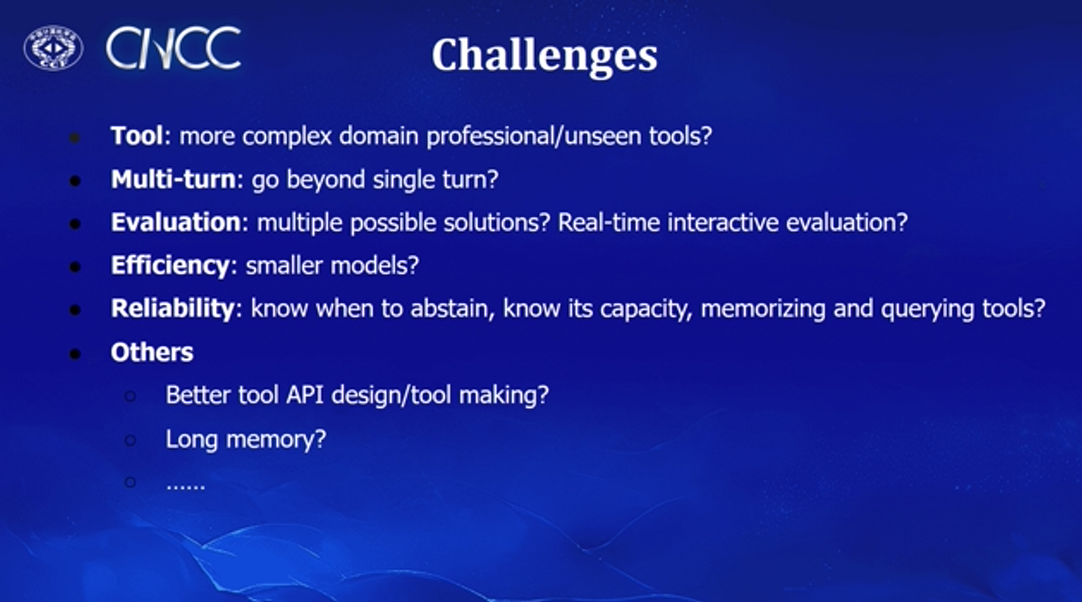 CCF
CNCC
Challenges
● Tool: more complex domain professional/unseen tools?
● Multi-turn: go beyond single turn?
● Evaluation: multiple possible solutions? Real-time interactive evaluation?
● Efficiency: smaller models?
● Reliability: know when to abstain, know its capacity, memorizing and querying tools?
● Others
○ Better tool API design/tool making?
○ Long memory?
○ ......